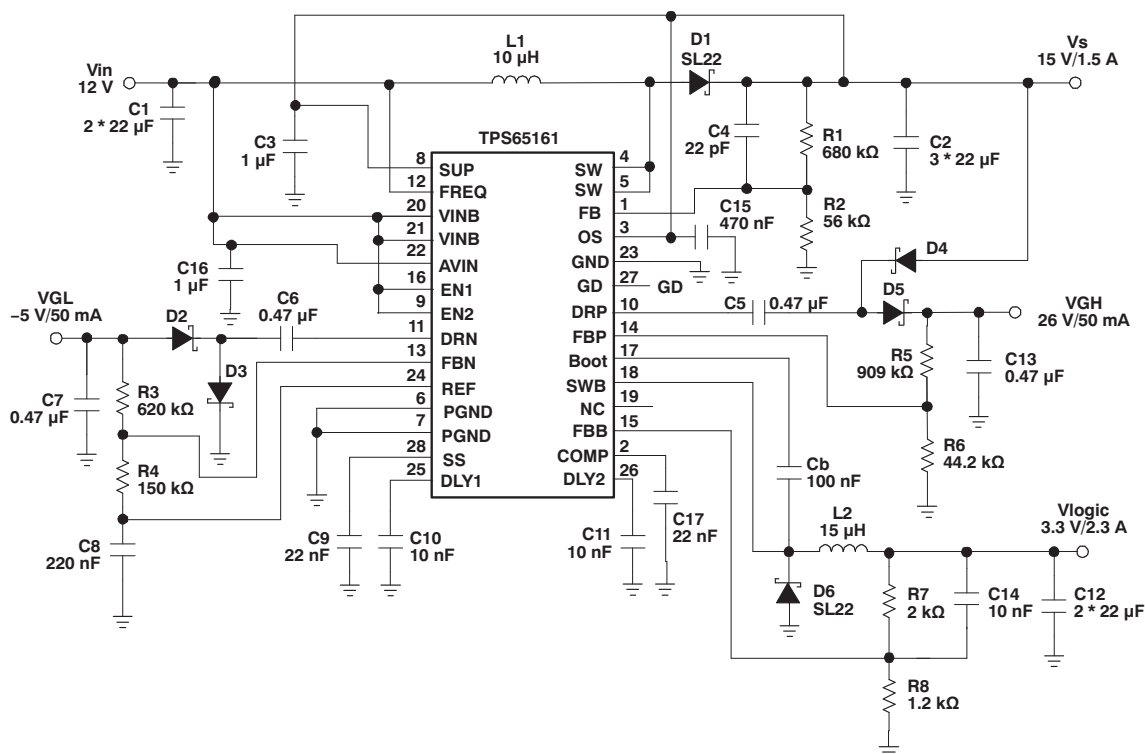 L1
10 µH
D1
SL22
Vs
15 V/1.5 A
Vin
12 V
C1
2 * 22 µF
C3
1 µF
TPS65161
C4
22 pF
R1
680 kΩ
C2
3 * 22 µF
8
SUP
12
FREQ
20
VINB
21
VINB
22
AVIN
16
EN1
9
EN2
11
DRN
13
FBN
24
REF
6
PGND
7
PGND
28
SS
25
DLY1
4
SW
5
SW
1
FB
3
OS
23
GND
27
GD
GD
10
DRP
14
FBP
17
Boot
18
SWB
19
NC
15
FBB
2
COMP
26
DLY2
C15
470 nF
R2
56 kΩ
C16
1 µF
D4
VGL
–5 V/50 mA
D2
C6
0.47 µF
C5
0.47 µF
D5
VGH
26 V/50 mA
D3
R3
620 kΩ
C7
0.47 µF
R5
909 kΩ
C13
0.47 µF
R4
150 kΩ
R6
44.2 kΩ
Cb
100 nF
C8
220 nF
C9
22 nF
C10
10 nF
C11
10 nF
C17
22 nF
L2
15 µH
Vlogic
3.3 V/2.3 A
D6
SL22
R7
2 kΩ
C14
10 nF
C12
2 * 22 µF
R8
1.2 kΩ